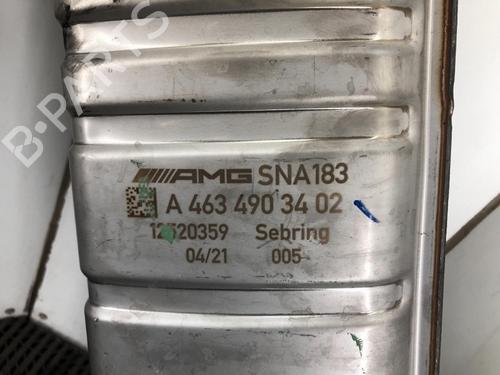 B-PARTS
AMG SNA183
A 463 490 34 02
Sebring
04/21 005